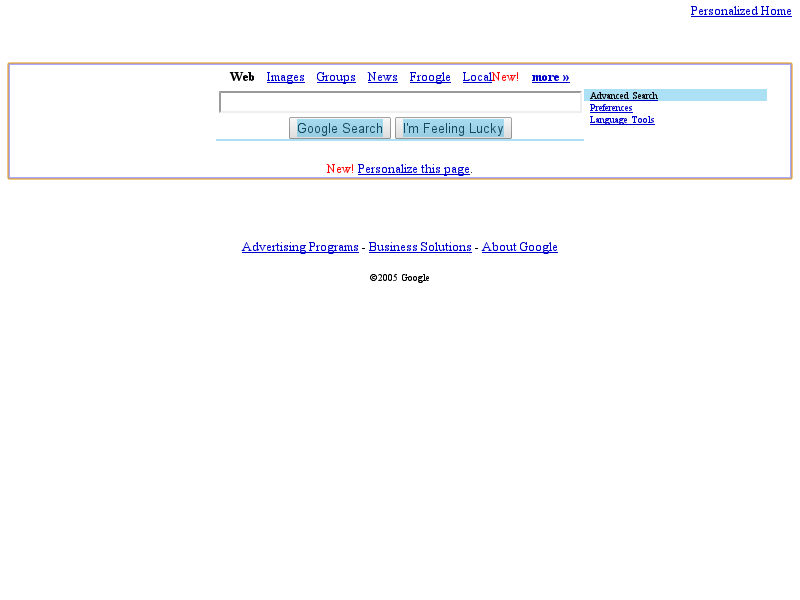 Personalized Home
Web Images Groups News Froogle LocalNew! more »
Advanced Search
Preferences
Language Tools
Google Search I'm Feeling Lucky
New! Personalize this page.
Advertising Programs - Business Solutions - About Google
©2005 Google